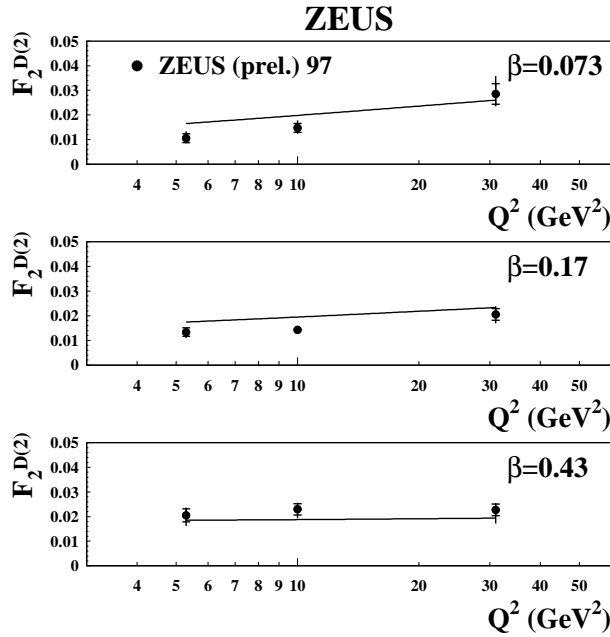 ZEUS
F₂^D(2)
0.05
0.04
0.03
0.02
0.01
0
● ZEUS (prel.) 97
β=0.073
4 5 6 7 8 9 10 20 30 40 50
Q² (GeV²)
F₂^D(2)
0.05
0.04
0.03
0.02
0.01
0
β=0.17
4 5 6 7 8 9 10 20 30 40 50
Q² (GeV²)
F₂^D(2)
0.05
0.04
0.03
0.02
0.01
0
β=0.43
4 5 6 7 8 9 10 20 30 40 50
Q² (GeV²)